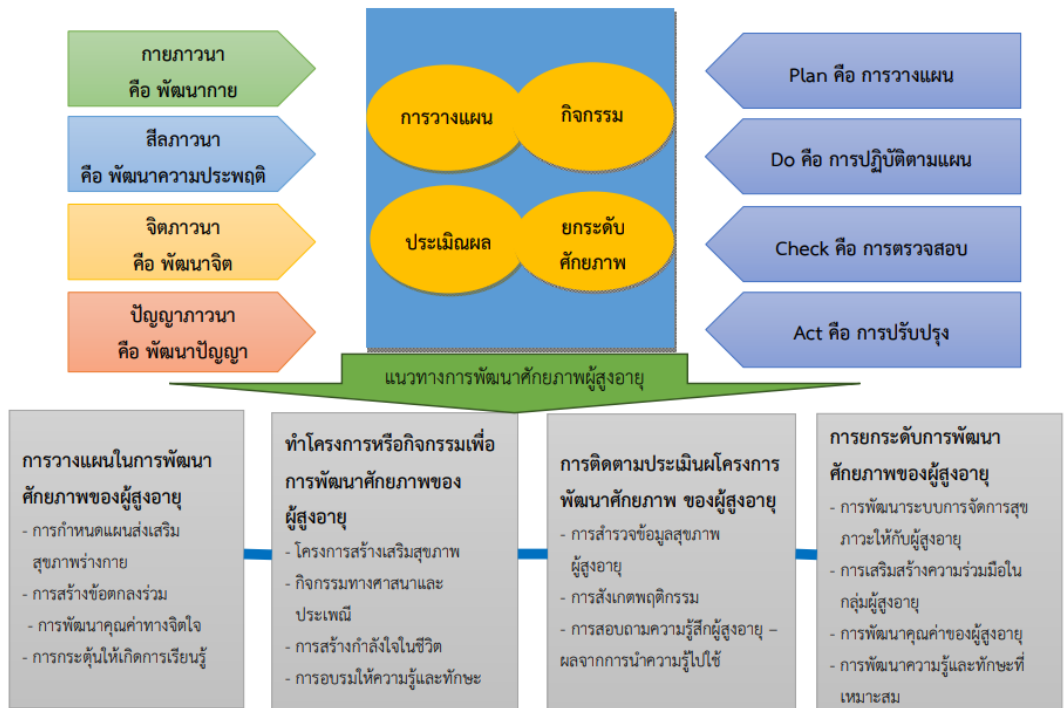 กายภาวนา
คือ พัฒนากาย
สีลภาวนา
คือ พัฒนาความประพฤติ
จิตภาวนา
คือ พัฒนาจิต
ปัญญาภาวนา
คือ พัฒนาปัญญา
การวางแผน
กิจกรรม
ประเมิณผล
ยกระดับ
ศักยภาพ
Plan คือ การวางแผน
Do คือ การปฏิบัติตามแผน
Check คือ การตรวจสอบ
Act คือ การปรับปรุง
แนวทางการพัฒนาศักยภาพผู้สูงอายุ
การวางแผนในการพัฒนา
ศักยภาพของผู้สูงอายุ
- การกำหนดแผนส่งเสริม
สุขภาพร่างกาย
- การสร้างข้อตกลงร่วม
- การพัฒนาคุณค่าทางจิตใจ
- การกระตุ้นให้เกิดการเรียนรู้
ทำโครงการหรือกิจกรรมเพื่อ
การพัฒนาศักยภาพของ
ผู้สูงอายุ
- โครงการสร้างเสริมสุขภาพ
- กิจกรรมทางศาสนาและ
ประเพณี
- การสร้างกำลังใจในชีวิต
- การอบรมให้ความรู้และทักษะ
การติดตามประเมินผโครงการ
พัฒนาศักยภาพ ของผู้สูงอายุ
- การสำรวจข้อมูลสุขภาพ
ผู้สูงอายุ
- การสังเกตพฤติกรรม
- การสอบถามความรู้สึกผู้สูงอายุ –
ผลจากการนำความรู้ไปใช้
การยกระดับการพัฒนา
ศักยภาพของผู้สูงอายุ
- การพัฒนาระบบการจัดการสุข
ภาวะให้กับผู้สูงอายุ
- การเสริมสร้างความร่วมมือใน
กลุ่มผู้สูงอายุ
- การพัฒนาคุณค่าของผู้สูงอายุ
- การพัฒนาความรู้และทักษะที่
เหมาะสม